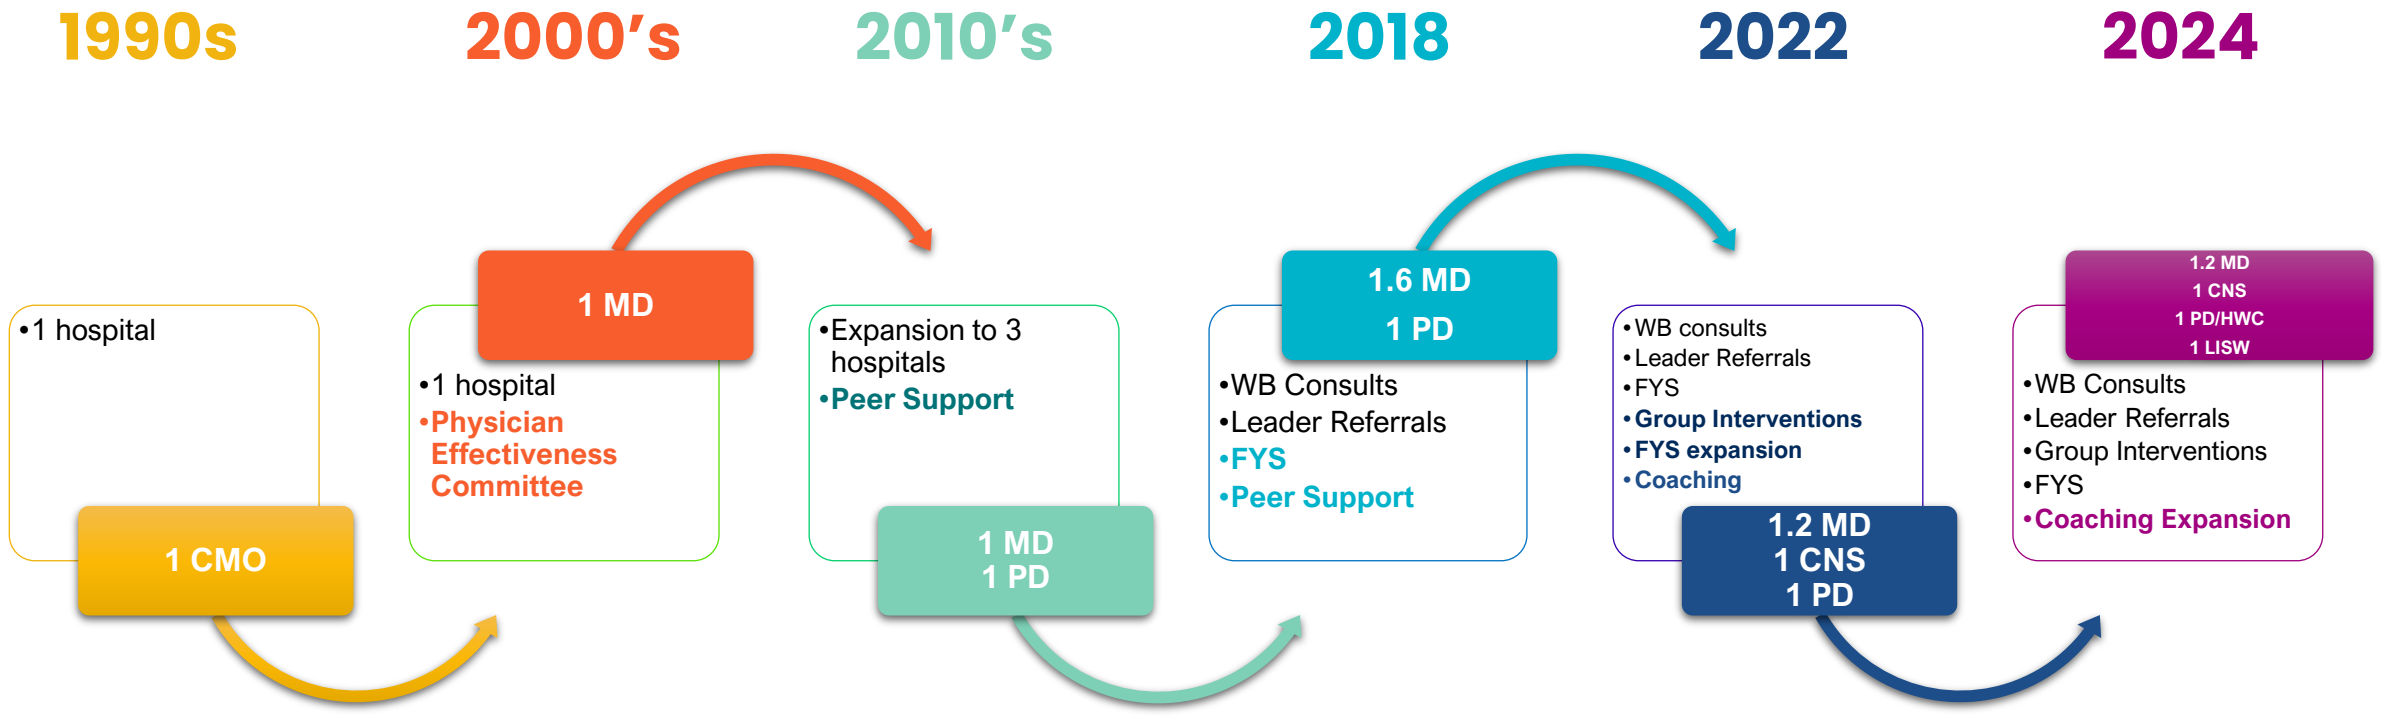 1990s
2000's
2010's
2018
2022
2024
•1 hospital
1 CMO
1 MD
•1 hospital
•Physician
Effectiveness
Committee
•Expansion to 3
hospitals
•Peer Support
1 MD
1 PD
1.6 MD
1 PD
•WB Consults
•Leader Referrals
•FYS
•Peer Support
•WB consults
•Leader Referrals
•FYS
•Group Interventions
•FYS expansion
•Coaching
1.2 MD
1 CNS
1 PD
1.2 MD
1 CNS
1 PD/HWC
1 LISW
•WB Consults
•Leader Referrals
•Group Interventions
•FYS
•Coaching Expansion